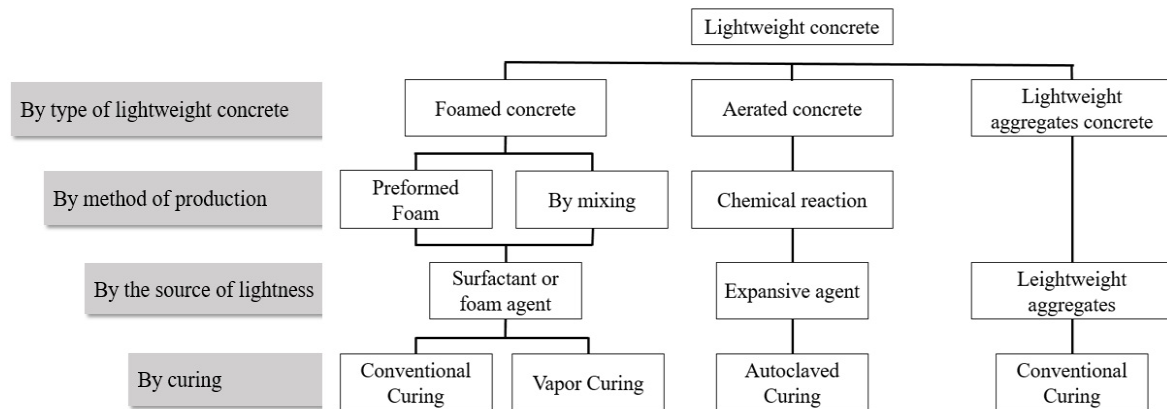 Lightweight concrete
By type of lightweight concrete
Foamed concrete
Aerated concrete
Lightweight
aggregates concrete
By method of production
Preformed
Foam
By mixing
Chemical reaction
By the source of lightness
Surfactant or
foam agent
Expansive agent
Leightweight
aggregates
By curing
Conventional
Curing
Vapor Curing
Autoclaved
Curing
Conventional
Curing